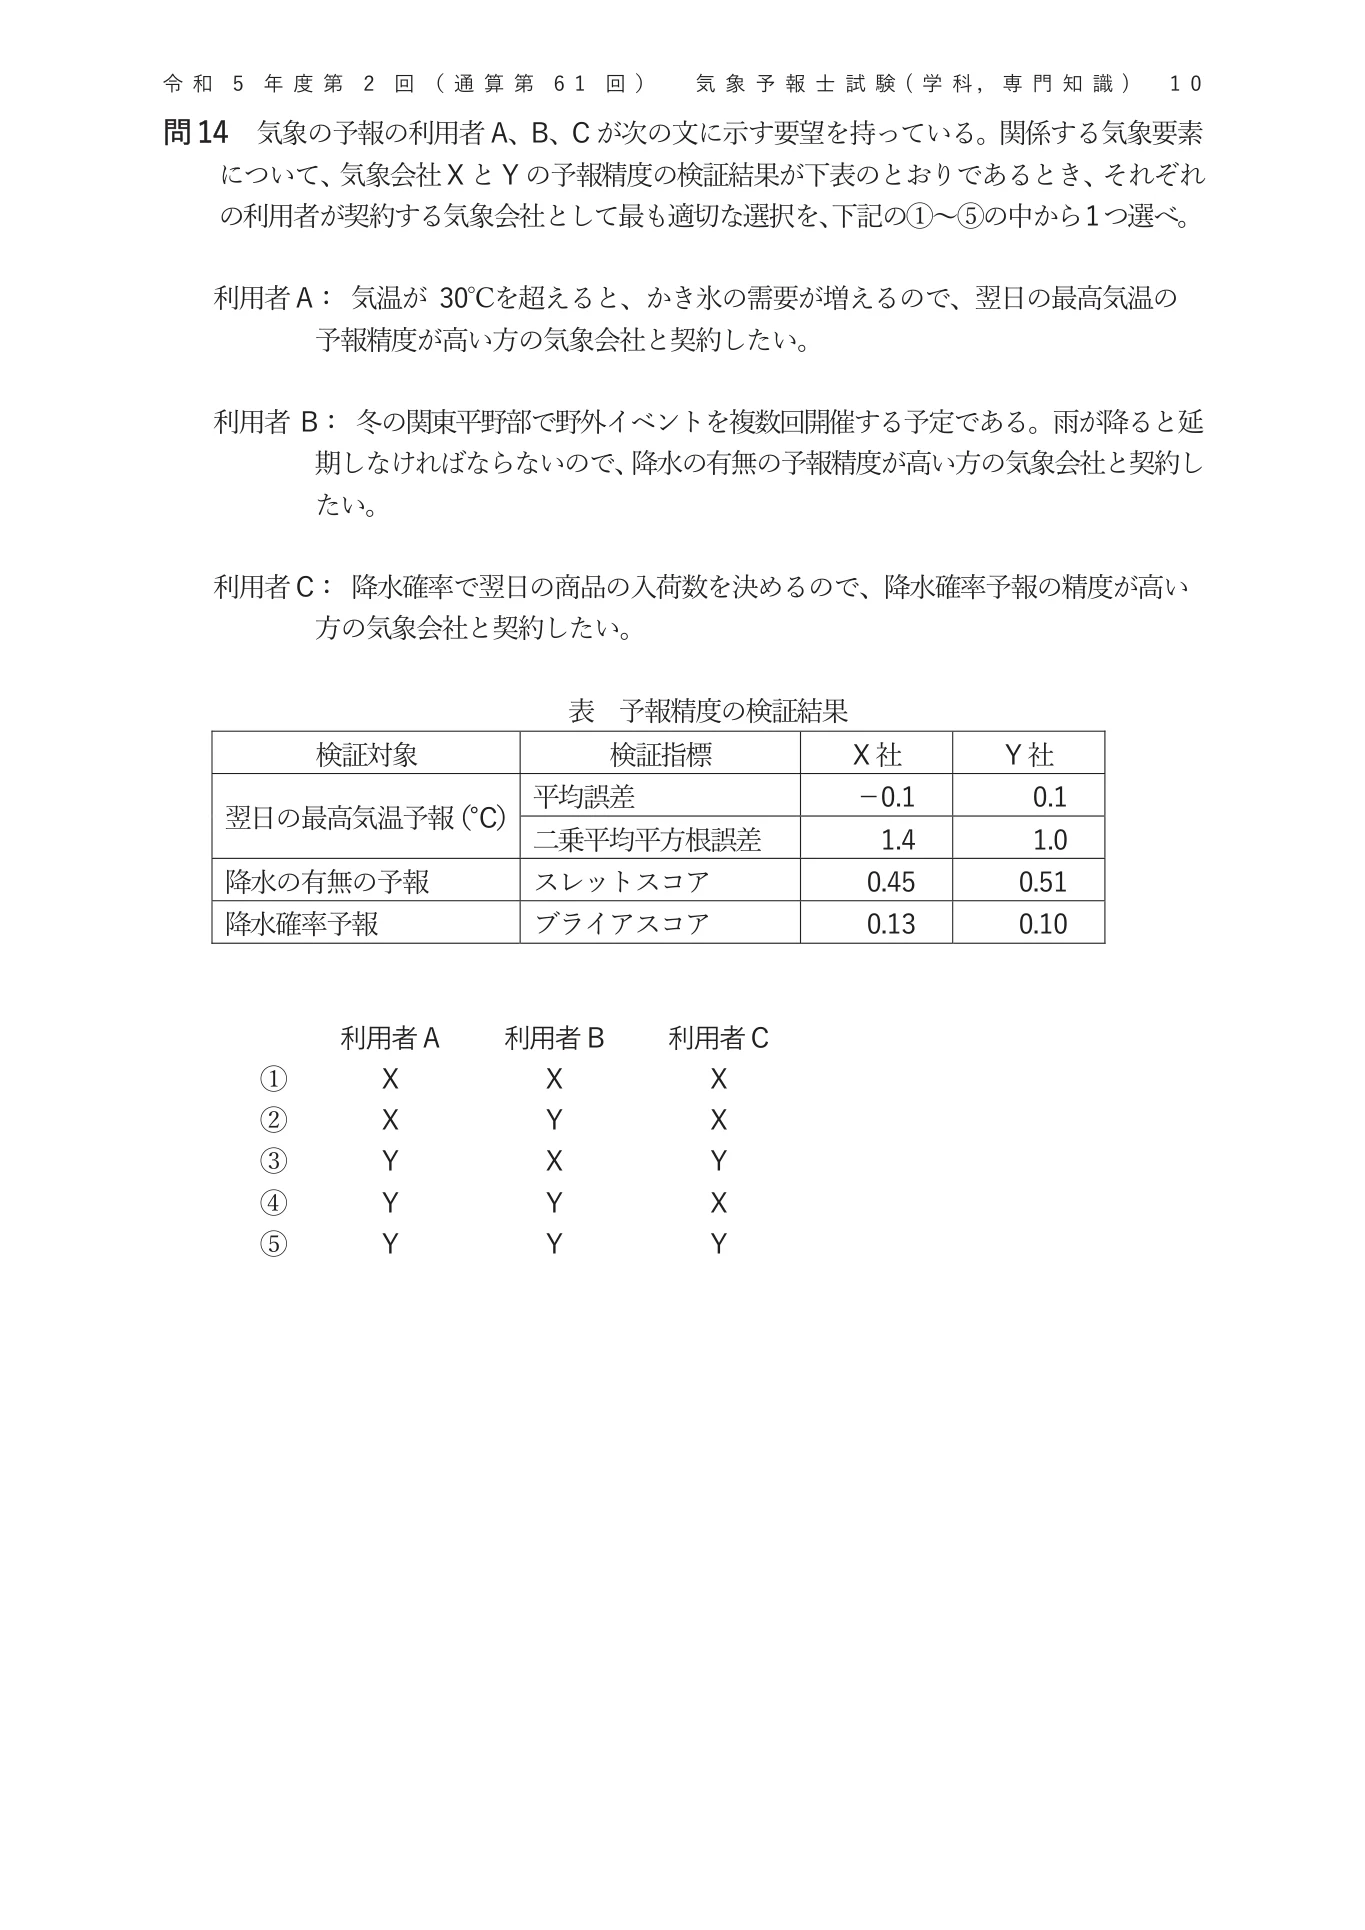 令和5年度第2回（通算第61回）　気象予報士試験（学科，専門知識）　10
問14　気象の予報の利用者A、B、Cが次の文に示す要望を持っている。関係する気象要素
について、気象会社XとYの予報精度の検証結果が下表のとおりであるとき、それぞれ
の利用者が契約する気象会社として最も適切な選択を、下記の①〜⑤の中から1つ選べ。
利用者A： 気温が 30℃を超えると、かき氷の需要が増えるので、翌日の最高気温の
予報精度が高い方の気象会社と契約したい。
利用者 B： 冬の関東平野部で野外イベントを複数回開催する予定である。雨が降ると延
期しなければならないので、降水の有無の予報精度が高い方の気象会社と契約し
たい。
利用者C： 降水確率で翌日の商品の入荷数を決めるので、降水確率予報の精度が高い
方の気象会社と契約したい。
表　予報精度の検証結果
検証対象 検証指標 X社 Y社
翌日の最高気温予報（℃） 平均誤差 －0.1 0.1
二乗平均平方根誤差 1.4 1.0
降水の有無の予報 スレットスコア 0.45 0.51
降水確率予報 ブライアスコア 0.13 0.10
利用者A 利用者B 利用者C
① X X X
② X Y X
③ Y X Y
④ Y Y X
⑤ Y Y Y